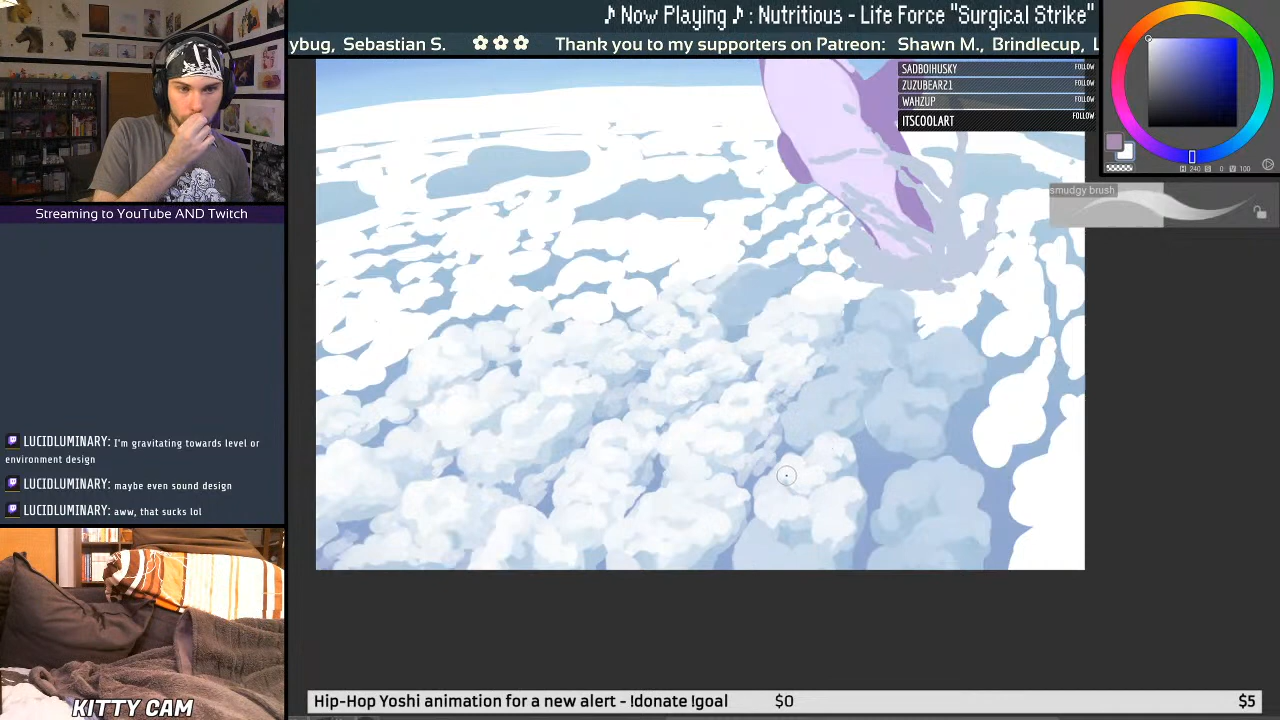 ♪ Now Playing ♪ : Nutritious - Life Force "Surgical Strike"
ybug, Sebastian S. ✿ ✿ ✿ Thank you to my supporters on Patreon: Shawn M., Brindlecup, L
SADBOIHUSKY FOLLOW
ZUZUBEAR21 FOLLOW
WAHZUP FOLLOW
ITSCOOLART FOLLOW
smudgy brush
Streaming to YouTube AND Twitch
LUCIDLUMINARY: I'm gravitating towards level or
environment design
LUCIDLUMINARY: maybe even sound design
LUCIDLUMINARY: aww, that sucks lol
KITTY CAM
Hip-Hop Yoshi animation for a new alert - !donate !goal $0 $5